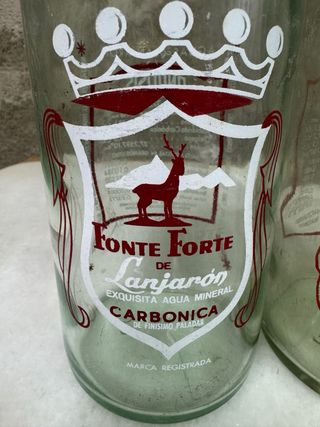 FONTE FORTE
DE
Lanjarón
EXQUISITA AGUA MINERAL
CARBONICA
DE FINISIMO PALADAR
MARCA REGISTRADA